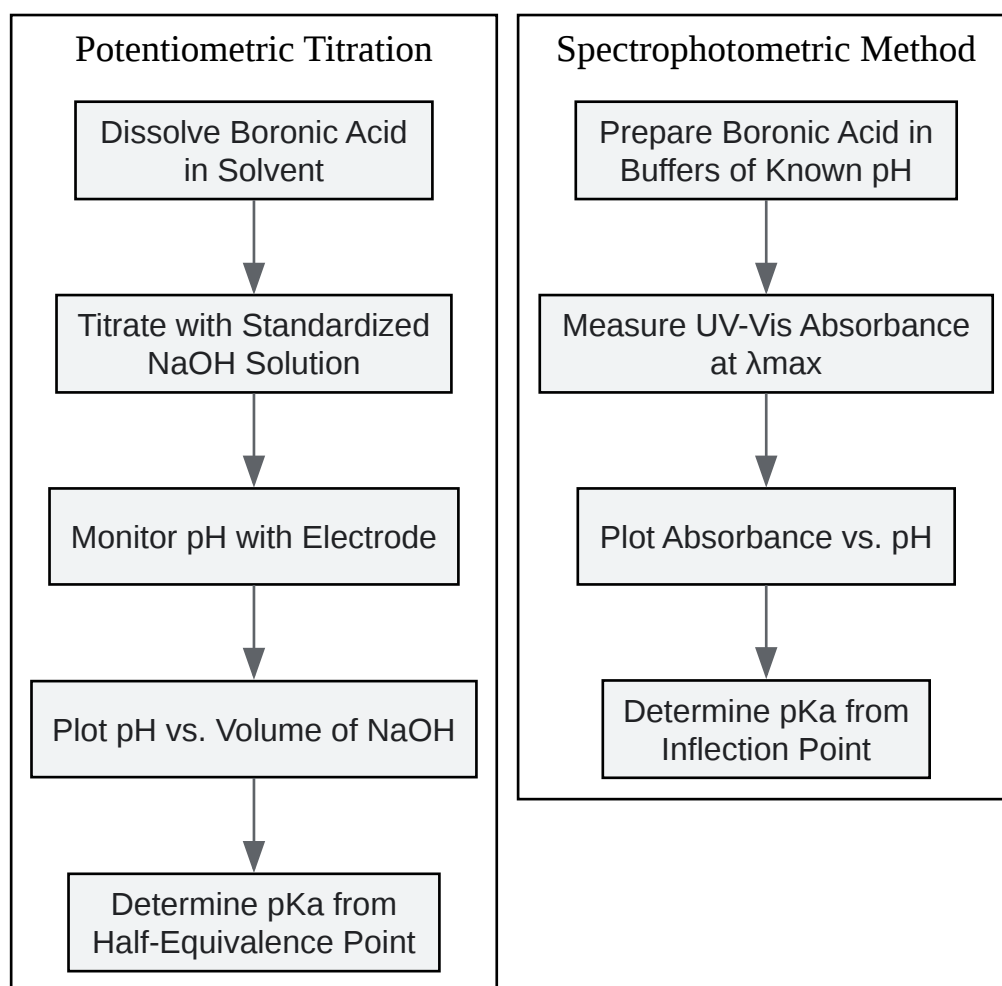 Potentiometric Titration
Dissolve Boronic Acid
in Solvent
Titrate with Standardized
NaOH Solution
Monitor pH with Electrode
Plot pH vs. Volume of NaOH
Determine pKa from
Half-Equivalence Point
Spectrophotometric Method
Prepare Boronic Acid in
Buffers of Known pH
Measure UV-Vis Absorbance
at λmax
Plot Absorbance vs. pH
Determine pKa from
Inflection Point